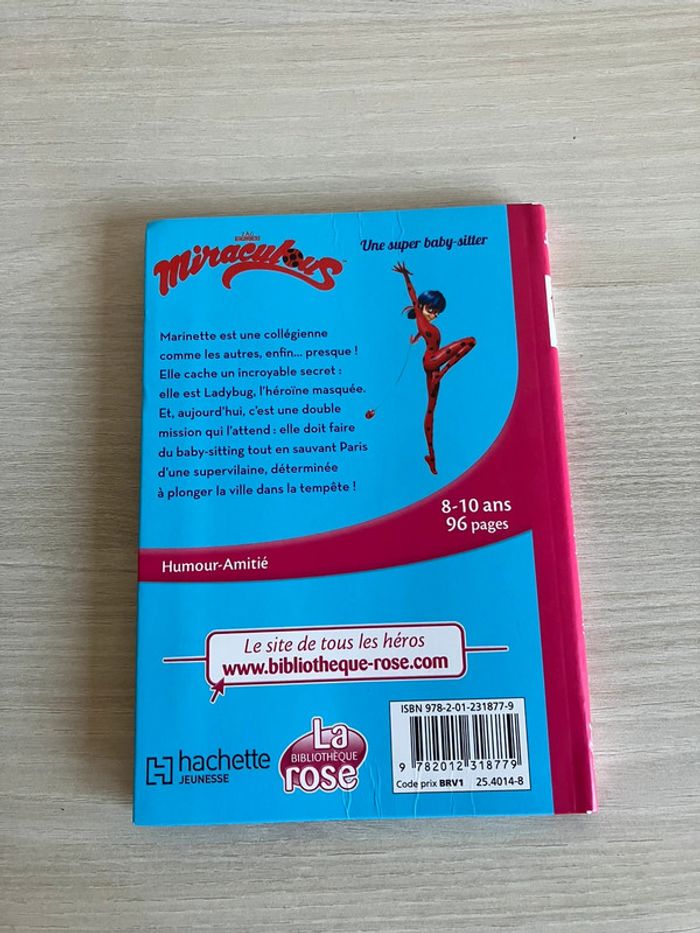 ZAG
HEROEZ
Miraculous™
Une super baby-sitter
Marinette est une collégienne
comme les autres, enfin... presque !
Elle cache un incroyable secret :
elle est Ladybug, l'héroïne masquée.
Et, aujourd'hui, c'est une double
mission qui l'attend : elle doit faire
du baby-sitting tout en sauvant Paris
d'une supervilaine, déterminée
à plonger la ville dans la tempête !
8-10 ans
96 pages
Humour-Amitié
Le site de tous les héros
www.bibliotheque-rose.com
hachette
JEUNESSE
La
BIBLIOTHÈQUE
rose
ISBN 978-2-01-231877-9
9 782012 318779
Code prix BRV1 25.4014-8